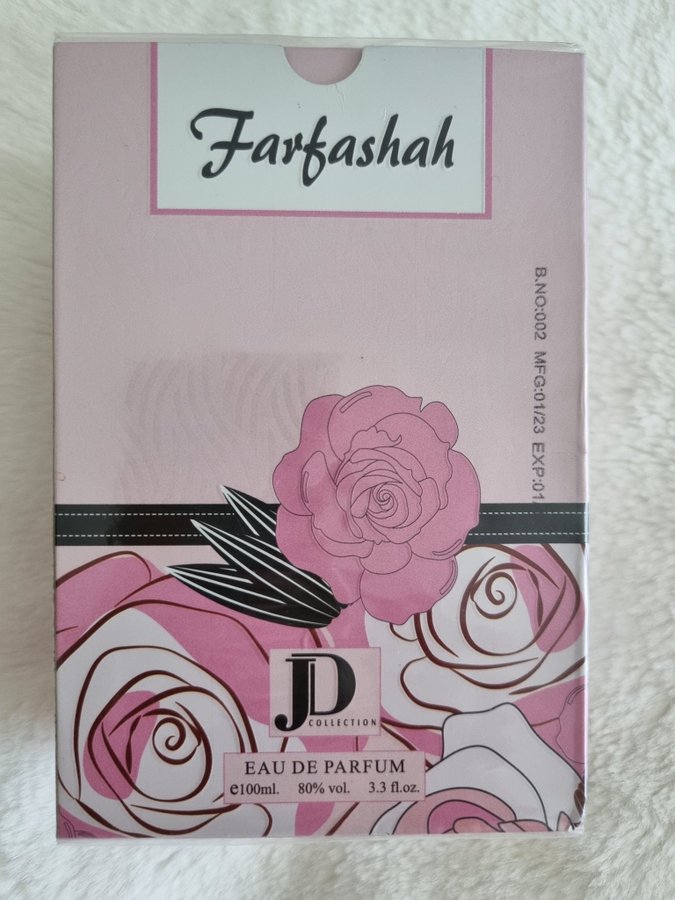 Farfashah
B.NO:002 MFG:01/23 EXP:01/
JD
COLLECTION
EAU DE PARFUM
e100ml. 80% vol. 3.3 fl.oz.